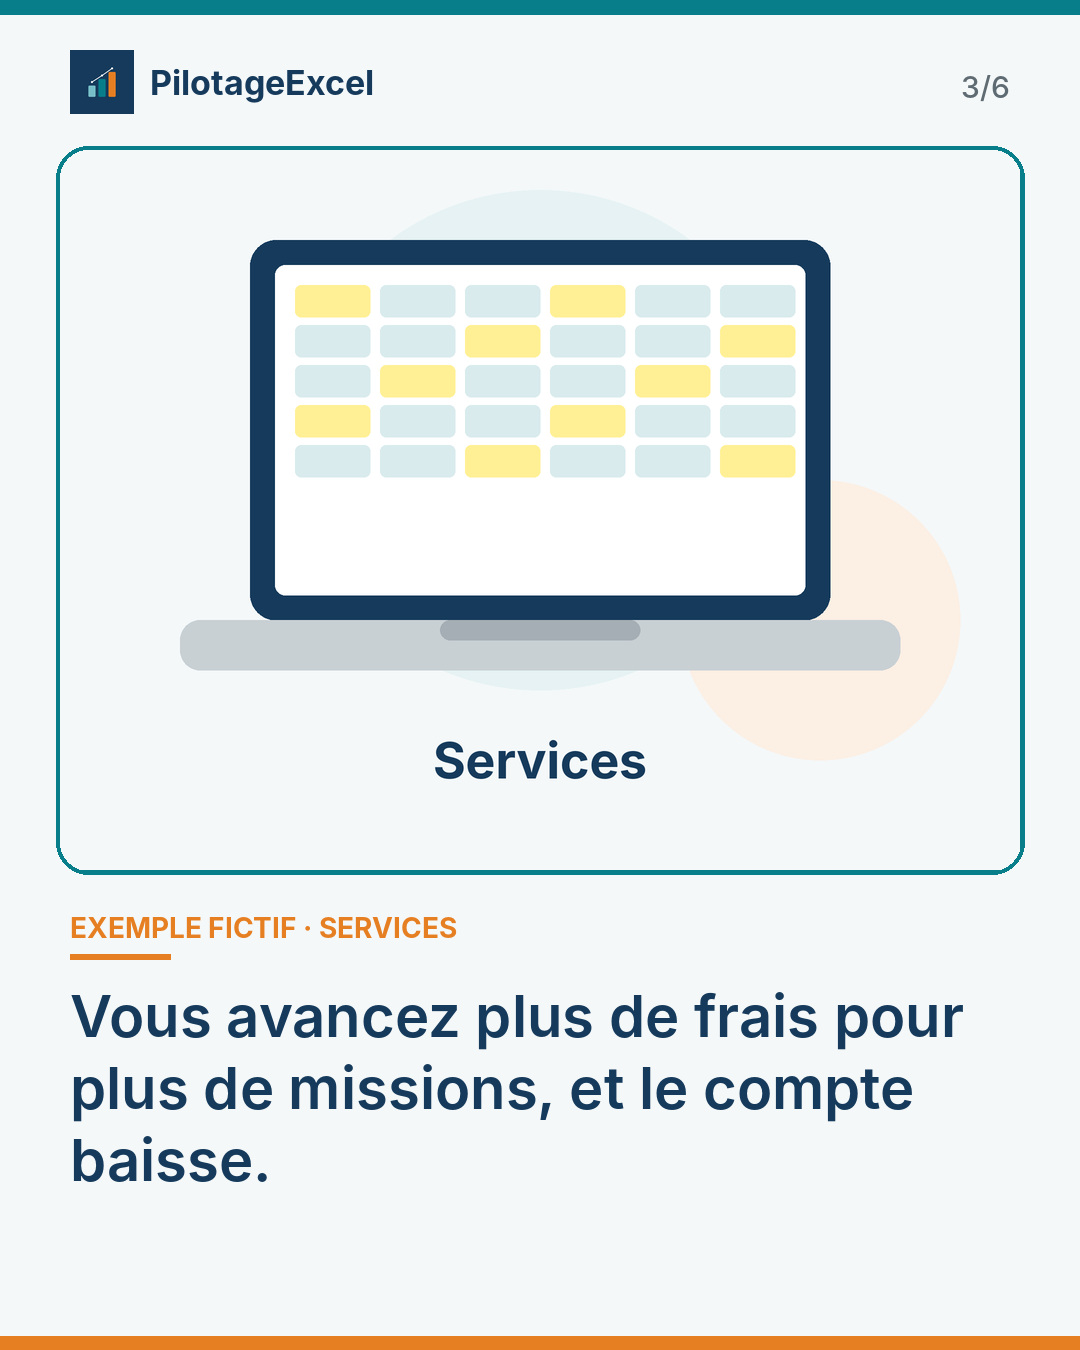 PilotageExcel
3/6
Services
EXEMPLE FICTIF · SERVICES
Vous avancez plus de frais pour
plus de missions, et le compte
baisse.